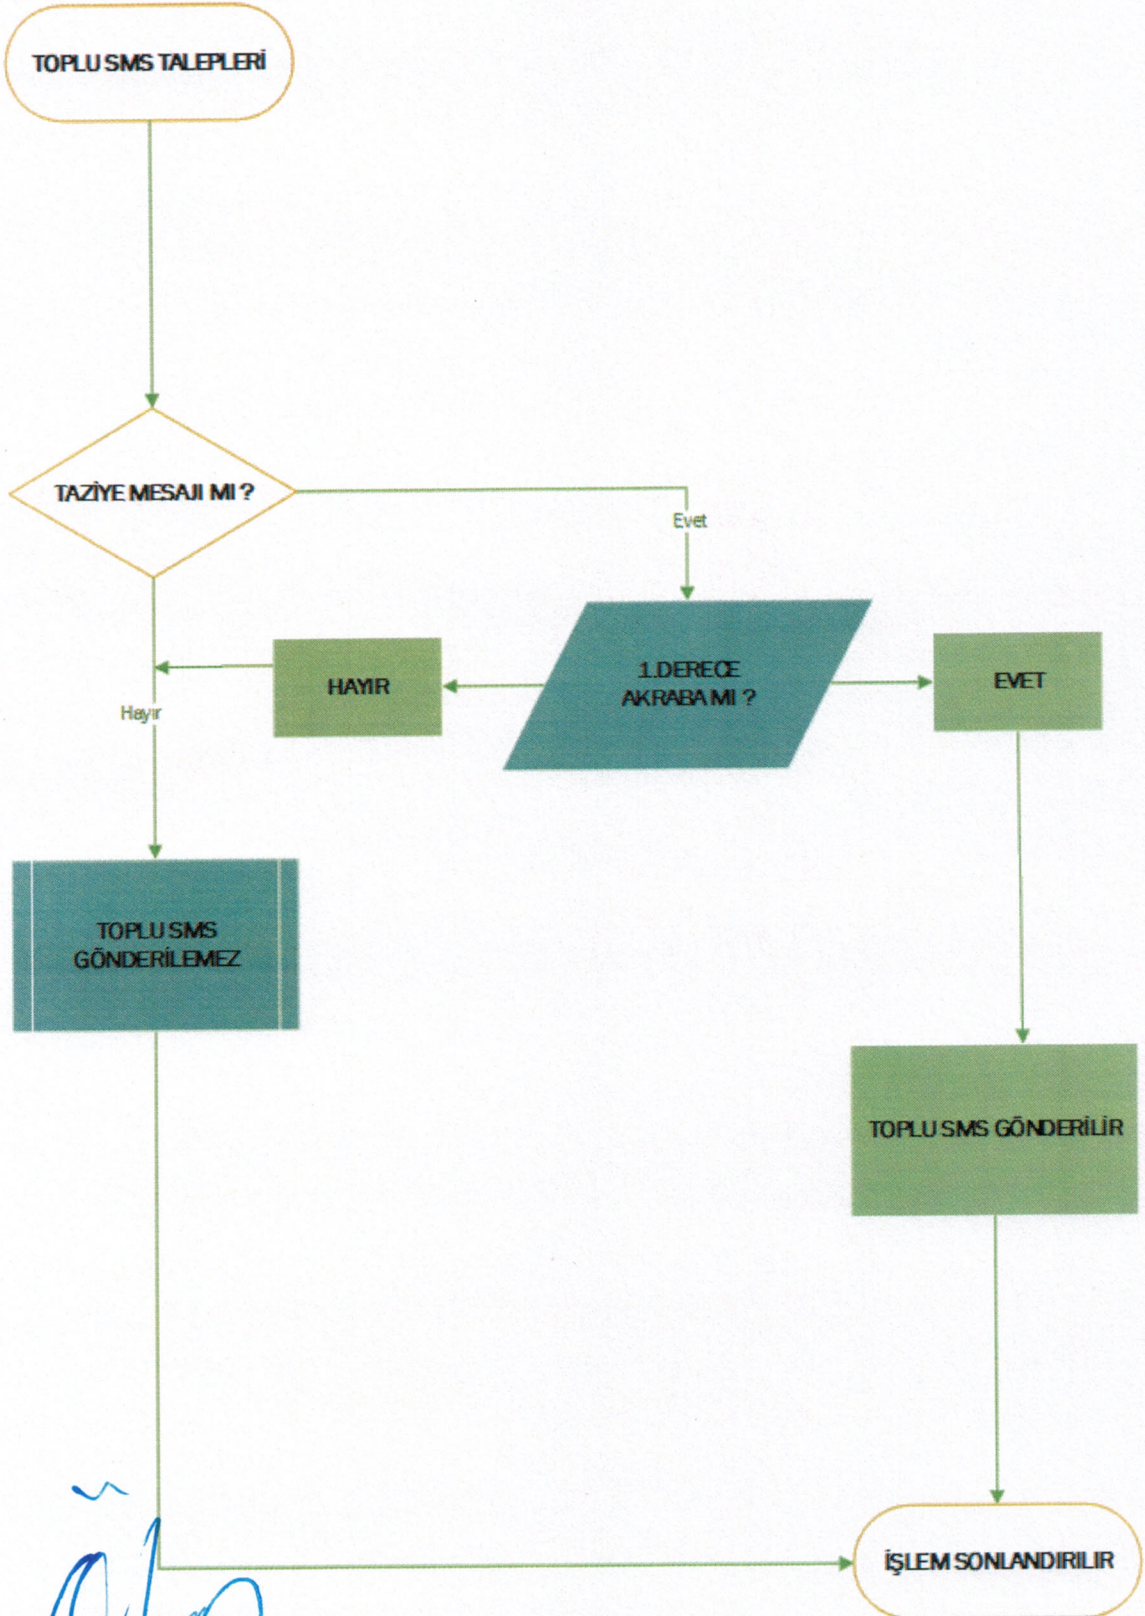 TOPLU SMS TALEPLERİ
TAZİYE MESAJI MI ?
Evet
1.DERECE
AKRABA MI ?
HAYIR
EVET
Hayır
TOPLU SMS
GÖNDERİLEMEZ
TOPLU SMS GÖNDERİLİR
İŞLEM SONLANDIRILIR